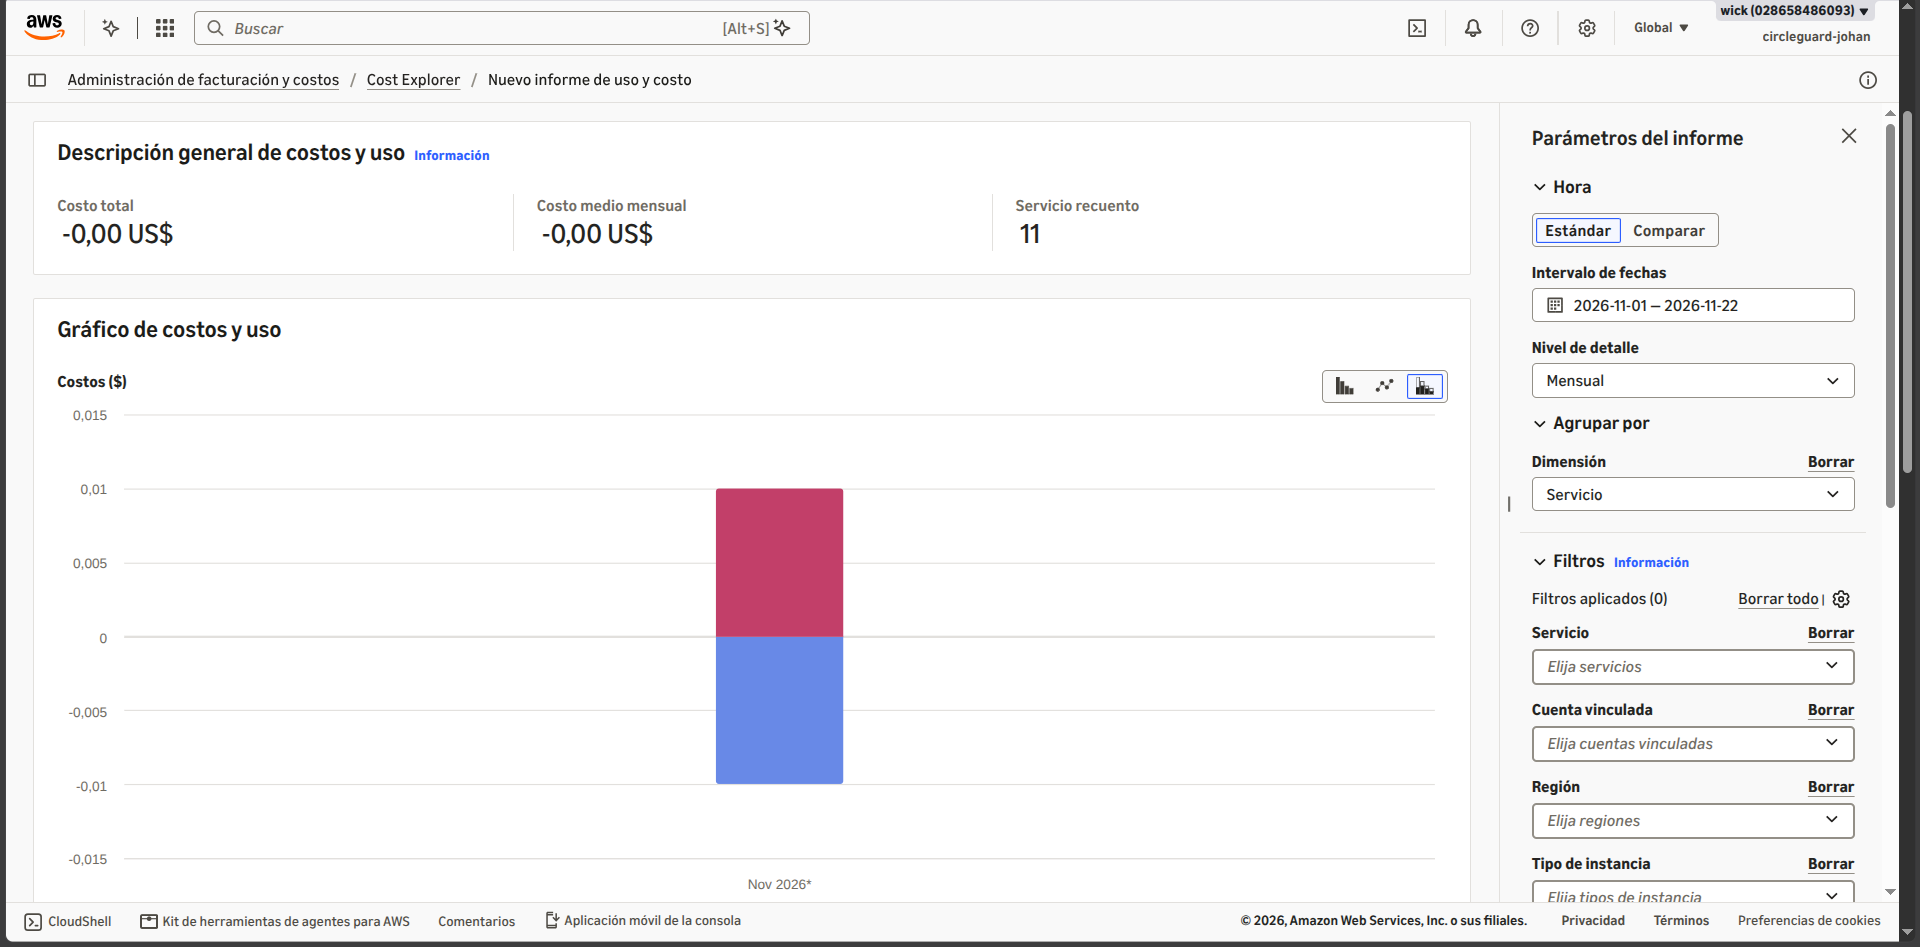 aws
Buscar
[Alt+S]
Global
wick (028658486093)
circleguard-johan
Administración de facturación y costos / Cost Explorer / Nuevo informe de uso y costo
Descripción general de costos y uso Información
Costo total
-0,00 US$
Costo medio mensual
-0,00 US$
Servicio recuento
11
Gráfico de costos y uso
Costos ($)
0,015
0,01
0,005
0
-0,005
-0,01
-0,015
Nov 2026*
Parámetros del informe
Hora
Estándar Comparar
Intervalo de fechas
2026-11-01 – 2026-11-22
Nivel de detalle
Mensual
Agrupar por
Dimensión Borrar
Servicio
Filtros Información
Filtros aplicados (0) Borrar todo
Servicio Borrar
Elija servicios
Cuenta vinculada Borrar
Elija cuentas vinculadas
Región Borrar
Elija regiones
Tipo de instancia Borrar
Elija tipos de instancia
CloudShell Kit de herramientas de agentes para AWS Comentarios Aplicación móvil de la consola © 2026, Amazon Web Services, Inc. o sus filiales. Privacidad Términos Preferencias de cookies